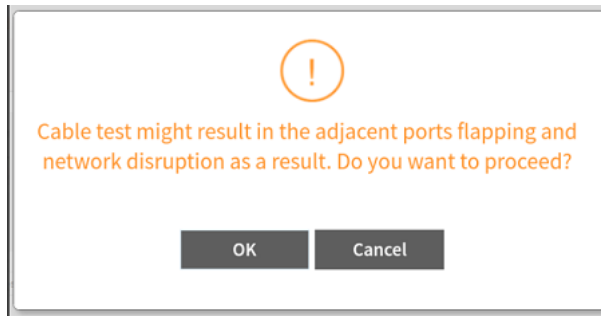 !
Cable test might result in the adjacent ports flapping and
network disruption as a result. Do you want to proceed?
OK Cancel